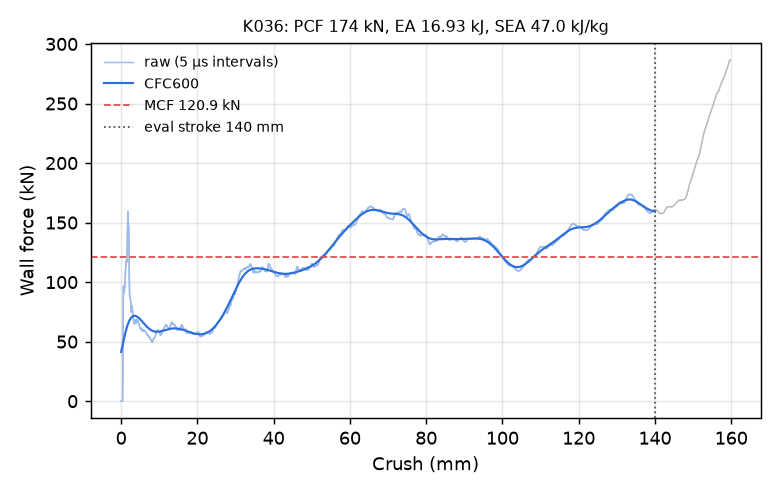 K036: PCF 174 kN, EA 16.93 kJ, SEA 47.0 kJ/kg
raw (5 µs intervals)
CFC600
MCF 120.9 kN
eval stroke 140 mm
Wall force (kN)
300
250
200
150
100
50
0
0 20 40 60 80 100 120 140 160
Crush (mm)